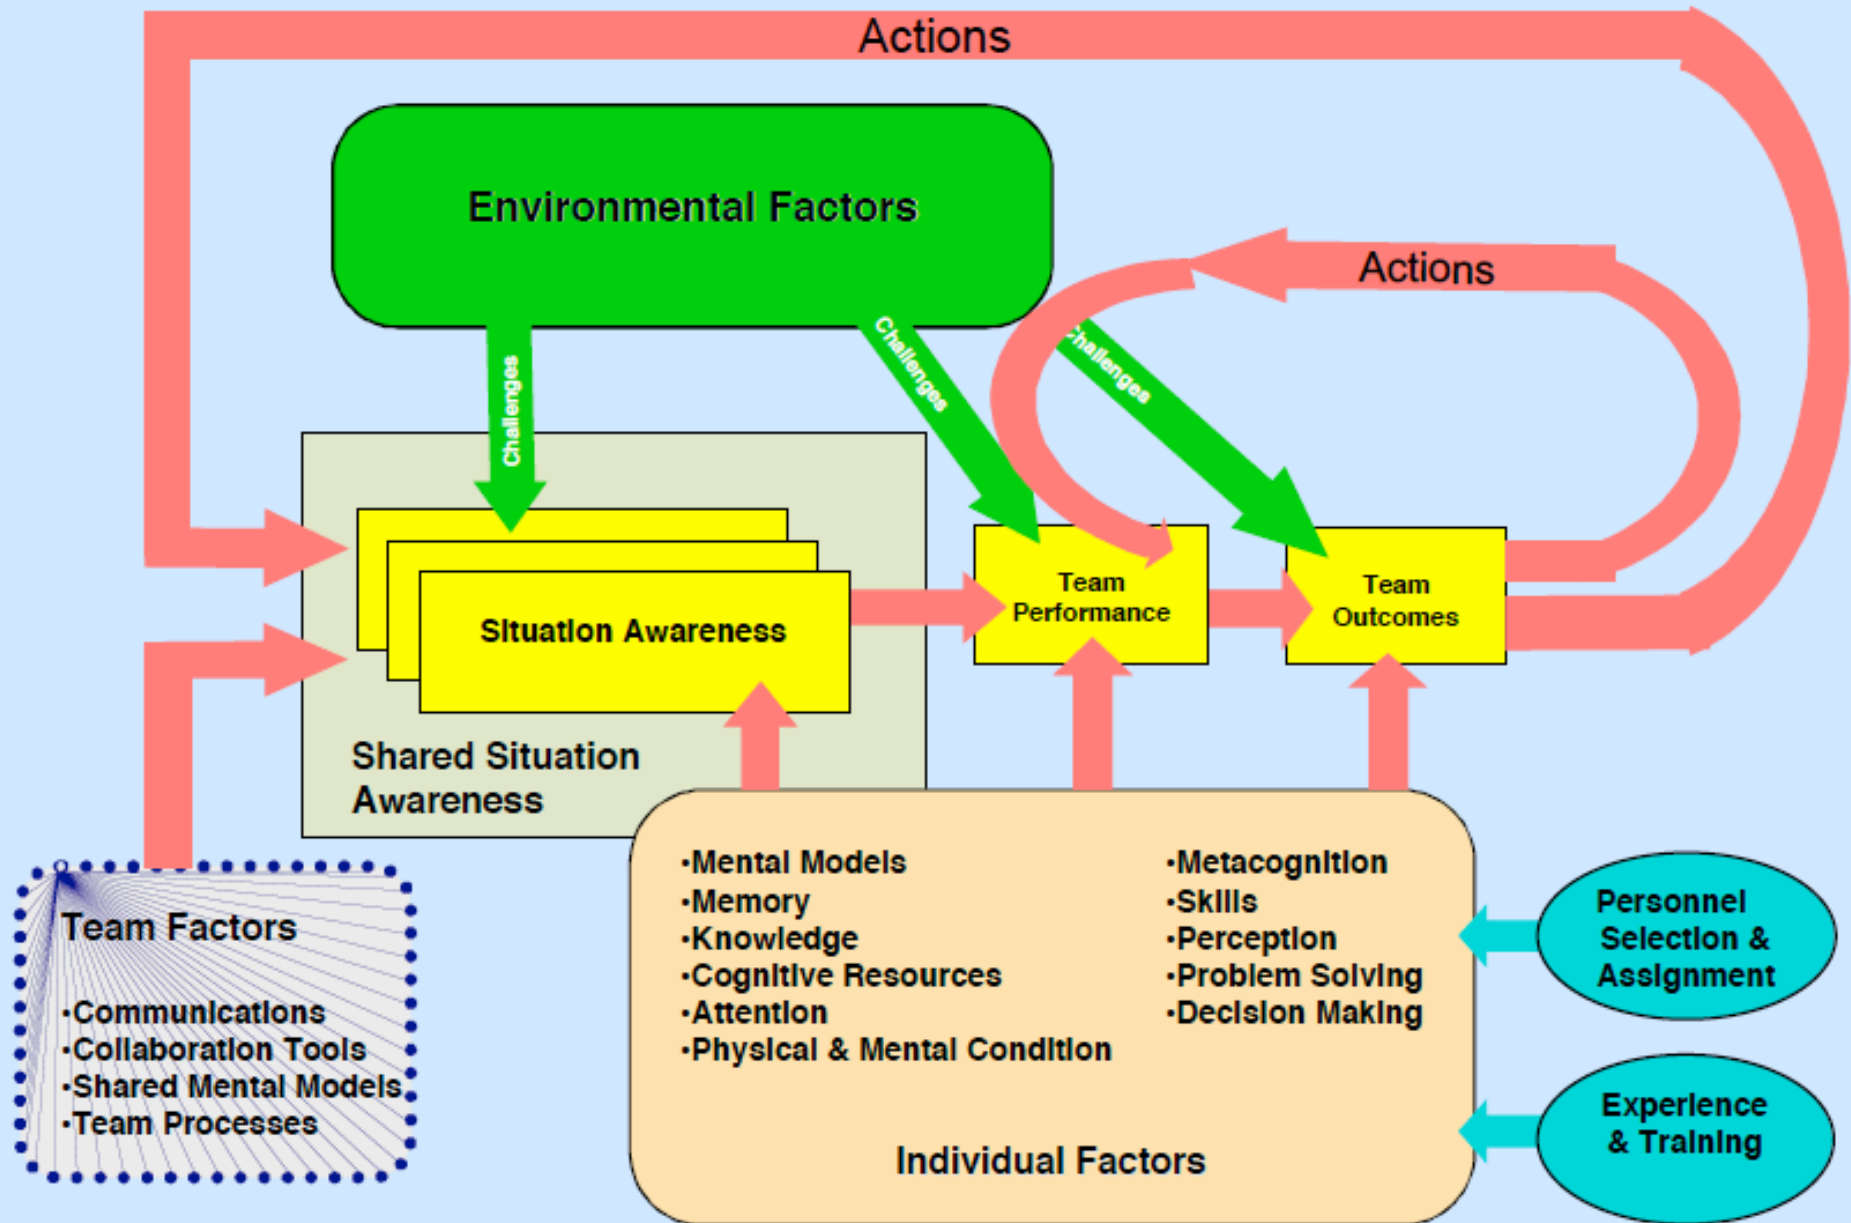 Actions
Environmental Factors
Actions
Challenges
Challenges
Challenges
Situation Awareness
Team
Performance
Team
Outcomes
Shared Situation
Awareness
Team Factors
•Communications
•Collaboration Tools
•Shared Mental Models
•Team Processes
•Mental Models
•Memory
•Knowledge
•Cognitive Resources
•Attention
•Physical & Mental Condition
•Metacognition
•Skills
•Perception
•Problem Solving
•Decision Making
Individual Factors
Personnel
Selection &
Assignment
Experience
& Training